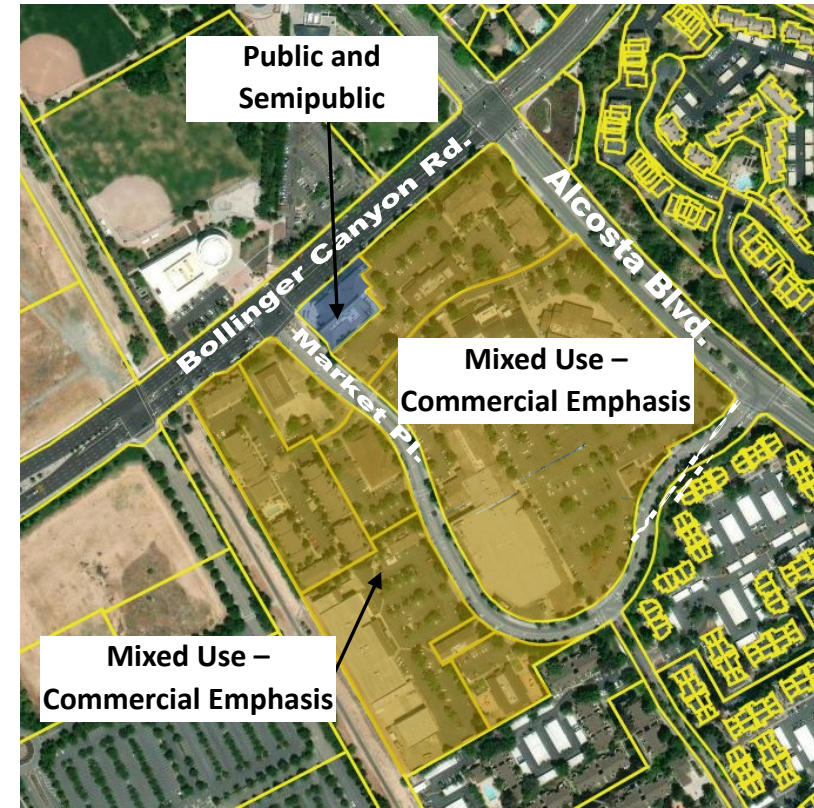 Public and
Semipublic
Bollinger Canyon Rd.
Alcosta Blvd.
Market Pl.
Mixed Use –
Commercial Emphasis
Mixed Use –
Commercial Emphasis